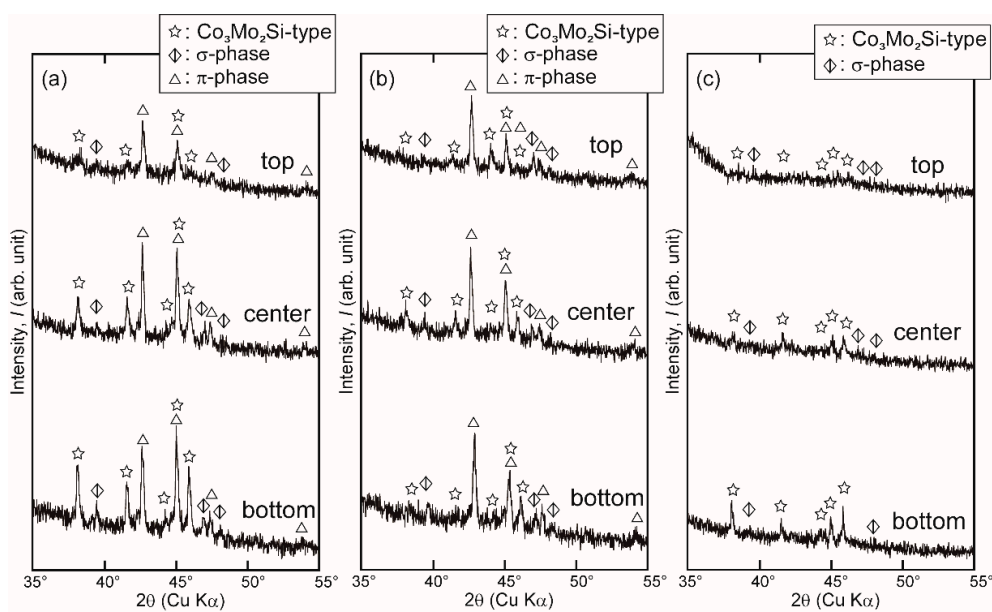 ☆: Co₃Mo₂Si-type
: σ-phase
△: π-phase
(a)
top
center
bottom
Intensity, I (arb. unit)
35° 40° 45° 50° 55°
2θ (Cu Kα)
☆: Co₃Mo₂Si-type
: σ-phase
△: π-phase
(b)
top
center
bottom
Intensity, I (arb. unit)
35° 40° 45° 50° 55°
2θ (Cu Kα)
☆: Co₃Mo₂Si-type
: σ-phase
(c)
top
center
bottom
Intensity, I (arb. unit)
35° 40° 45° 50° 55°
2θ (Cu Kα)